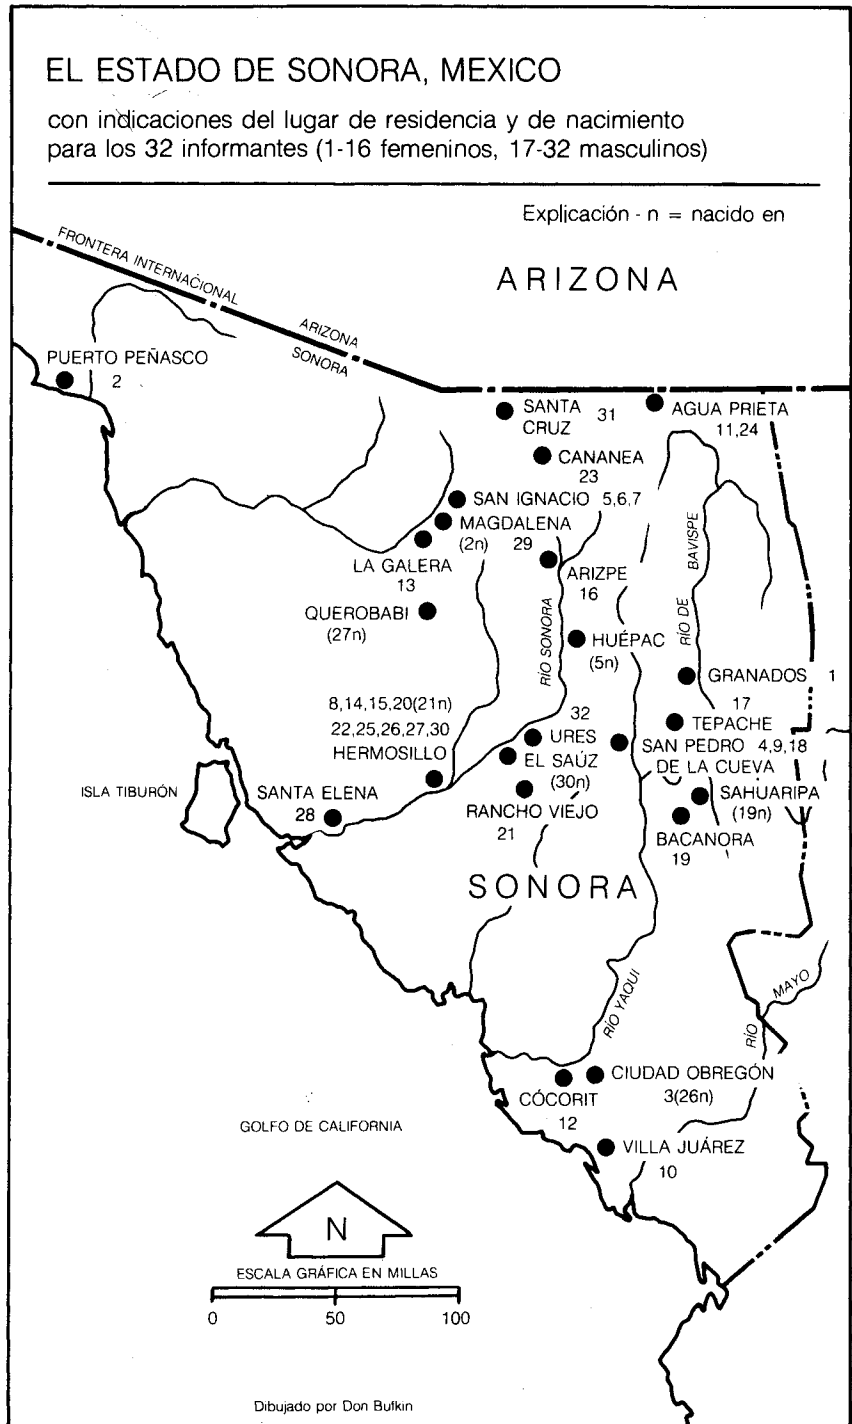 EL ESTADO DE SONORA, MEXICO
con indicaciones del lugar de residencia y de nacimiento
para los 32 informantes (1-16 femeninos, 17-32 masculinos)
Explicación - n = nacido en
FRONTERA INTERNACIONAL
ARIZONA
ARIZONA
SONORA
PUERTO PEÑASCO
2
SANTA
CRUZ
31
AGUA PRIETA
11,24
CANANEA
23
SAN IGNACIO 5,6,7
MAGDALENA
(2n)
29
LA GALERA
13
ARIZPE
16
RÍO DE
BAVISPE
QUEROBABI
(27n)
RÍO SONORA
HUÉPAC
(5n)
GRANADOS 1
17
TEPACHE
8,14,15,20(21n)
22,25,26,27,30
HERMOSILLO
32
URES
EL SAÚZ
(30n)
SAN PEDRO 4,9,18
DE LA CUEVA
ISLA TIBURÓN
SANTA ELENA
28
RANCHO VIEJO
21
SAHUARIPA
(19n)
BACANORA
19
SONORA
RÍO YAQUI
RÍO
MAYO
CIUDAD OBREGÓN
3(26n)
CÓCORIT
12
GOLFO DE CALIFORNIA
VILLA JUÁREZ
10
N
ESCALA GRÁFICA EN MILLAS
0 50 100
Dibujado por Don Bufkin